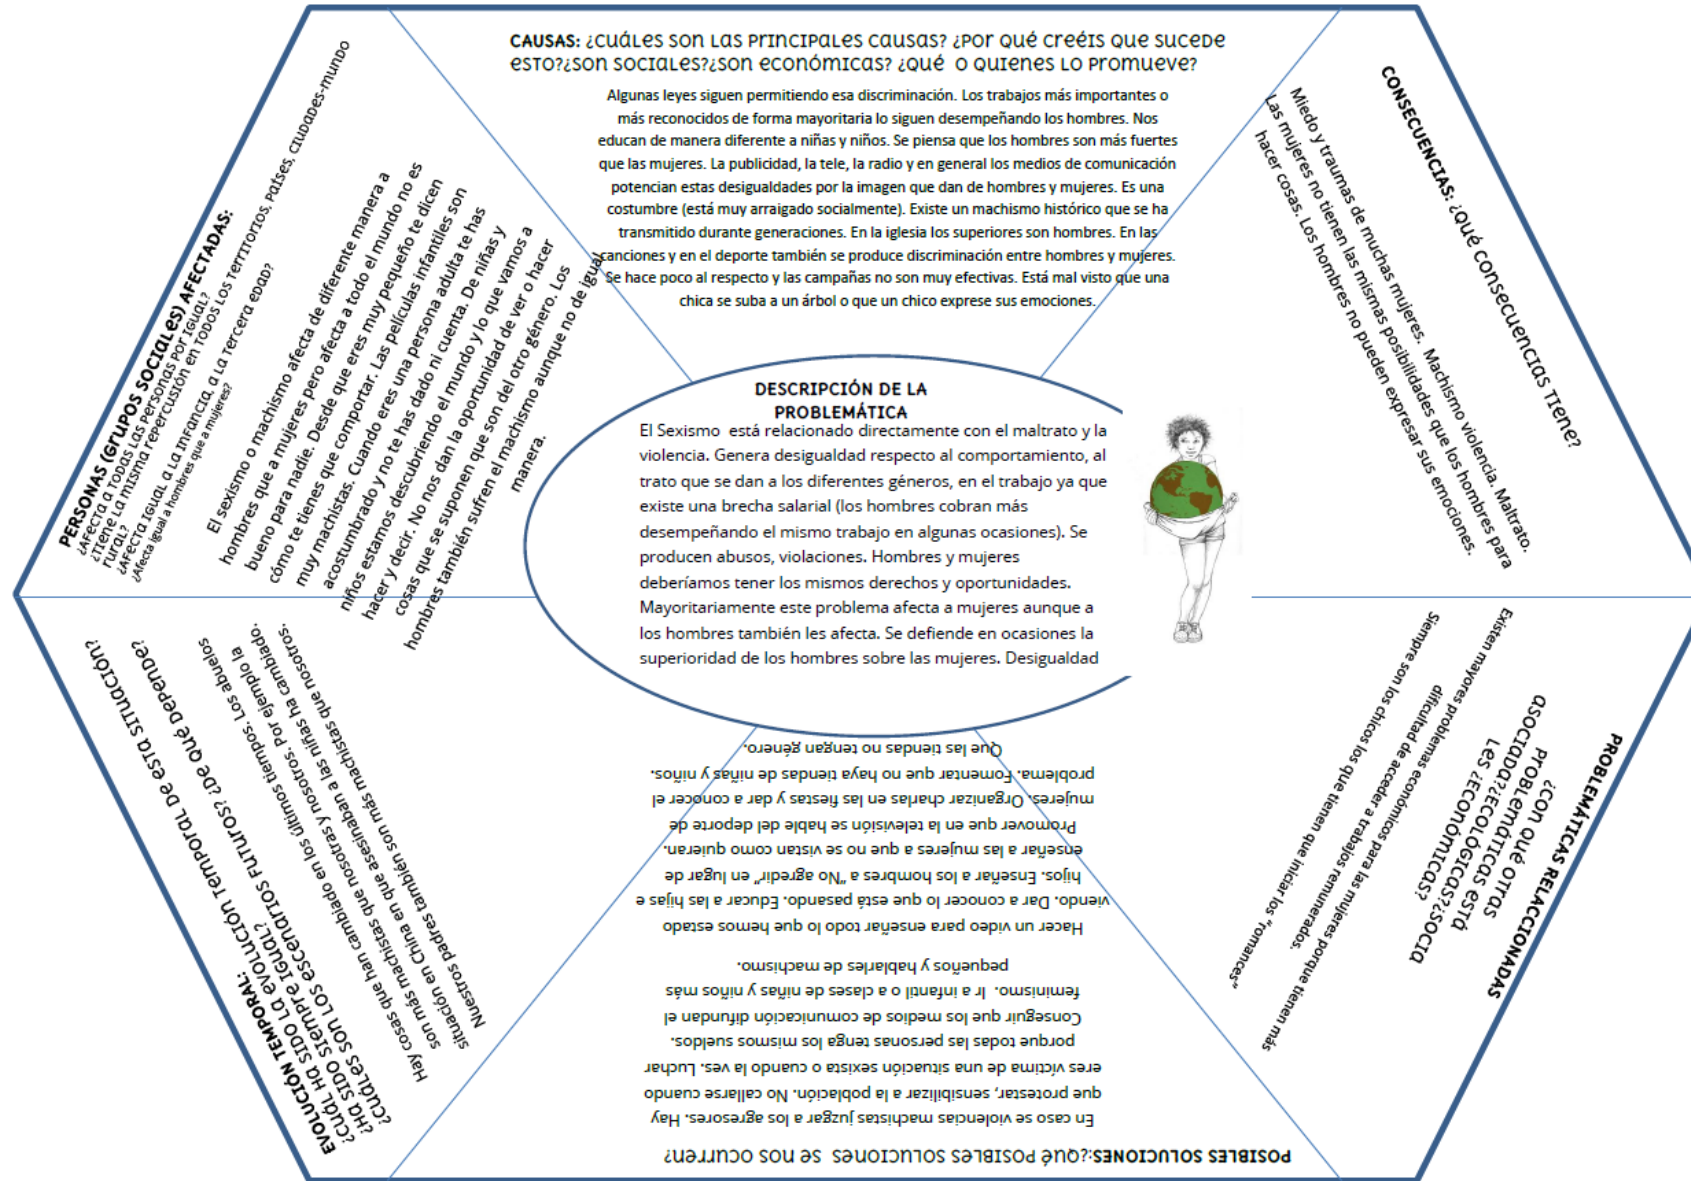 CAUSAS: ¿CUÁLES SON LAS PRINCIPALES CAUSAS? ¿POR QUÉ CREÉIS QUE SUCEDE
ESTO?¿SON SOCIALES?¿SON ECONÓMICAS? ¿QUÉ O QUIENES LO PROMUEVE?
Algunas leyes siguen permitiendo esa discriminación. Los trabajos más importantes o
más reconocidos de forma mayoritaria lo siguen desempeñando los hombres. Nos
educan de manera diferente a niñas y niños. Se piensa que los hombres son más fuertes
que las mujeres. La publicidad, la tele, la radio y en general los medios de comunicación
potencian estas desigualdades por la imagen que dan de hombres y mujeres. Es una
costumbre (está muy arraigado socialmente). Existe un machismo histórico que se ha
transmitido durante generaciones. En la iglesia los superiores son hombres. En las
canciones y en el deporte también se produce discriminación entre hombres y mujeres.
Se hace poco al respecto y las campañas no son muy efectivas. Está mal visto que una
chica se suba a un árbol o que un chico exprese sus emociones.
CONSECUENCIAS: ¿QUÉ CONSECUENCIAS TIENE?
Miedo y traumas de muchas mujeres. Machismo violencia. Maltrato.
Las mujeres no tienen las mismas posibilidades que los hombres para
hacer cosas. Los hombres no pueden expresar sus emociones.
PERSONAS (GRUPOS SOCIALES) AFECTADAS:
¿AFECTA A TODAS LAS PERSONAS POR IGUAL?
¿TIENE LA MISMA REPERCUSIÓN EN TODOS LOS TERRITORIOS, PAÍSES, CIUDADES-MUNDO
RURAL?
¿AFECTA IGUAL A LA INFANCIA, A LA TERCERA EDAD?
¿Afecta igual a hombres que a mujeres?
El sexismo o machismo afecta de diferente manera a
hombres que a mujeres pero afecta a todo el mundo no es
bueno para nadie. Desde que eres muy pequeño te dicen
cómo te tienes que comportar. Las películas infantiles son
muy machistas. Cuando eres una persona adulta te has
acostumbrado y no te has dado ni cuenta. De niñas y
niños estamos descubriendo el mundo y lo que vamos a
hacer y decir. No nos dan la oportunidad de ver o hacer
cosas que se suponen que son del otro género. Los
hombres también sufren el machismo aunque no de igual
manera.
DESCRIPCIÓN DE LA
PROBLEMÁTICA
El Sexismo está relacionado directamente con el maltrato y la
violencia. Genera desigualdad respecto al comportamiento, al
trato que se dan a los diferentes géneros, en el trabajo ya que
existe una brecha salarial (los hombres cobran más
desempeñando el mismo trabajo en algunas ocasiones). Se
producen abusos, violaciones. Hombres y mujeres
deberíamos tener los mismos derechos y oportunidades.
Mayoritariamente este problema afecta a mujeres aunque a
los hombres también les afecta. Se defiende en ocasiones la
superioridad de los hombres sobre las mujeres. Desigualdad
PROBLEMÁTICAS RELACCIONADAS
¿CON QUÉ OTRAS
PROBLEMÁTICAS ESTÁ
ASOCIADA?¿ECOLÓGICAS?¿SOCIA
LES ?¿ECONÓMICAS?
Existen mayores problemas económicos para las mujeres porque tienen más
dificultad de acceder a trabajos remunerados.
Siempre son los chicos los que tienen que iniciar los "romances"
EVOLUCIÓN TEMPORAL:
¿CUÁL HA SIDO LA EVOLUCIÓN TEMPORAL DE ESTA SITUACIÓN?
¿HA SIDO SIEMPRE IGUAL?
¿CUÁLES SON LOS ESCENARIOS FUTUROS? ¿DE QUÉ DEPENDE?
Hay cosas que han cambiado en los últimos tiempos. Los abuelos
son más machistas que nosotras y nosotros. Por ejemplo la
situación en China en que asesinaban a las niñas ha cambiado.
Nuestros padres también son más machistas que nosotros.
POSIBLES SOLUCIONES:¿QUÉ POSIBLES SOLUCIONES SE NOS OCURREN?
En caso se violencias machistas juzgar a los agresores. Hay
que protestar, sensibilizar a la población. No callarse cuando
eres víctima de una situación sexista o cuando la ves. Luchar
porque todas las personas tenga los mismos sueldos.
Conseguir que los medios de comunicación difundan el
feminismo. Ir a infantil o a clases de niñas y niños más
pequeños y hablarles de machismo.
Hacer un video para enseñar todo lo que hemos estado
viendo. Dar a conocer lo que está pasando. Educar a las hijas e
hijos. Enseñar a los hombres a "No agredir" en lugar de
enseñar a las mujeres a que no se vistan como quieran.
Promover que en la televisión se hable del deporte de
mujeres. Organizar charlas en las fiestas y dar a conocer el
problema. Fomentar que no haya tiendas de niñas y niños.
Que las tiendas no tengan género.